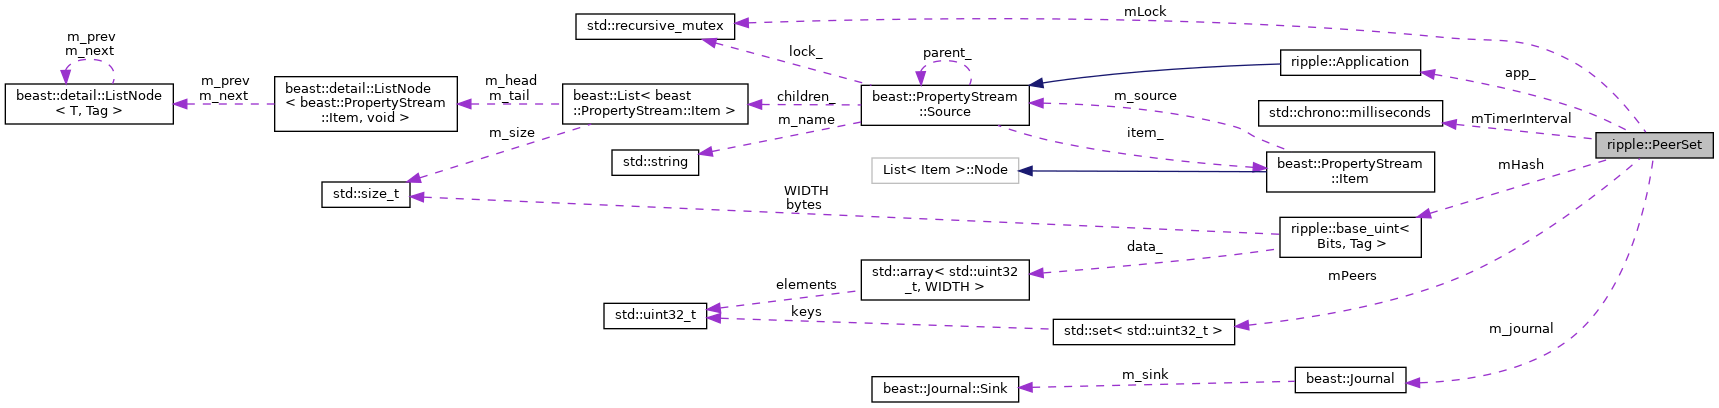 mLock
std::recursive_mutex
m_prev
m_next
lock_
parent_
ripple::Application
app_
beast::detail::ListNode
< T, Tag >
m_prev
m_next
beast::detail::ListNode
< beast::PropertyStream
::Item, void >
m_head
m_tail
beast::List< beast
::PropertyStream::Item >
children_
beast::PropertyStream
::Source
m_source
std::chrono::milliseconds
mTimerInterval
m_name
m_size
item_
ripple::PeerSet
std::string
List< Item >::Node
beast::PropertyStream
::Item
mHash
std::size_t
WIDTH
bytes
ripple::base_uint<
Bits, Tag >
data_
std::array< std::uint32
_t, WIDTH >
mPeers
elements
std::uint32_t
keys
std::set< std::uint32_t >
m_journal
beast::Journal::Sink
m_sink
beast::Journal